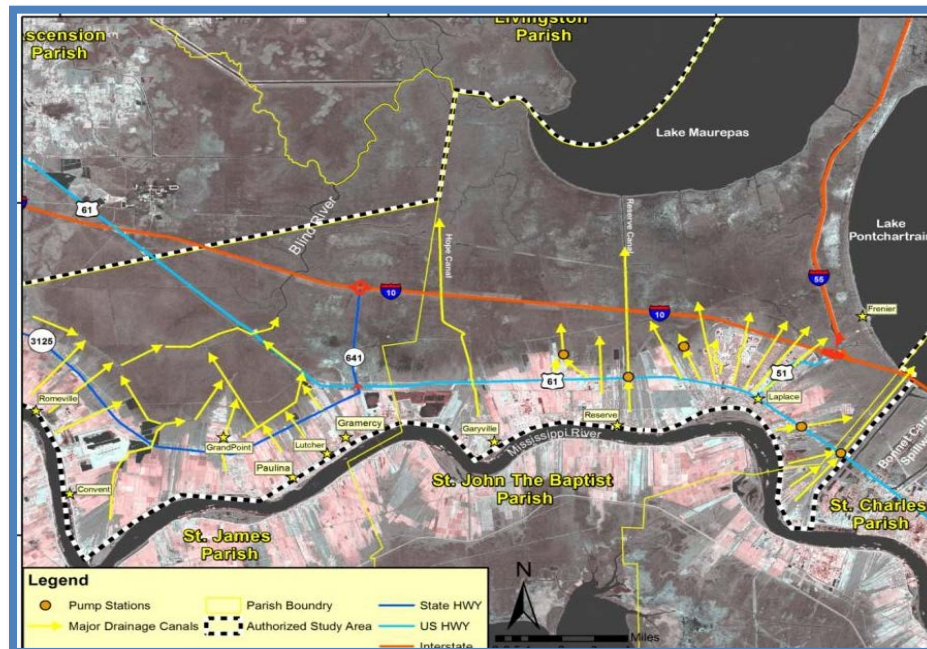 Ascension
Parish
Livingston
Parish
Lake Maurepas
61
Blind River
Hope Canal
Reserve Canal
Lake
Pontchartrain
55
10
Frenier
3125
10
641
61
51
Romeville
Laplace
Gramercy
Reserve
Garyville
GrandPoint
Lutcher
Mississippi River
Paulina
Convent
St. John The Baptist
Parish
St. Charles
Parish
St. James
Parish
Legend
N
Pump Stations
Parish Boundry
State HWY
Major Drainage Canals
Authorized Study Area
US HWY
Interstate
Miles